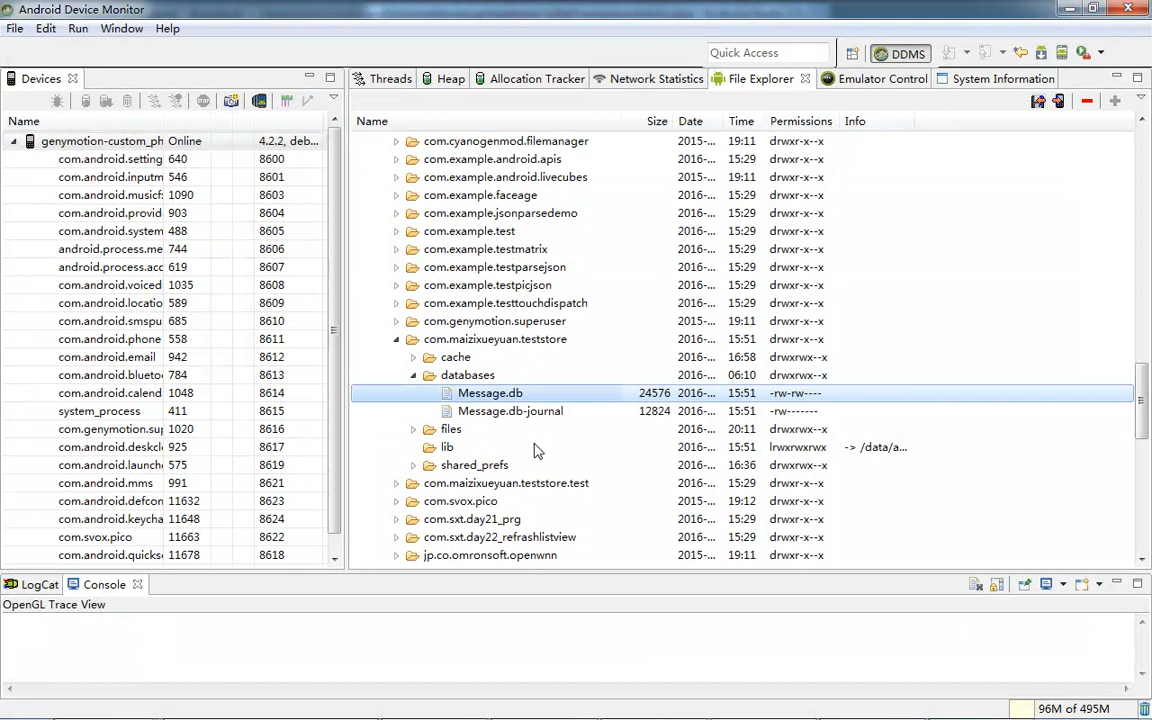 Android Device Monitor
File Edit Run Window Help
Quick Access DDMS
Devices
Threads Heap Allocation Tracker Network Statistics File Explorer Emulator Control System Information
Name
genymotion-custom_ph Online 4.2.2, deb...
com.android.setting 640 8600
com.android.inputm 546 8601
com.android.musicf: 1090 8603
com.android.provid 903 8604
com.android.system 488 8605
android.process.me 744 8606
android.process.acc 619 8607
com.android.voiced 1035 8608
com.android.locatio 589 8609
com.android.smspu 685 8610
com.android.phone 558 8611
com.android.email 942 8612
com.android.blueto 784 8613
com.android.calend 1048 8614
system_process 411 8615
com.genymotion.su 1020 8616
com.android.deskcl 925 8617
com.android.launch 575 8619
com.android.mms 991 8621
com.android.defcon 11632 8623
com.android.keycha 11648 8624
com.svox.pico 11663 8622
com.android.quicks 11678 8618
Name Size Date Time Permissions Info
com.cyanogenmod.filemanager 2015-... 19:11 drwxr-x--x
com.example.android.apis 2016-... 15:29 drwxr-x--x
com.example.android.livecubes 2015-... 19:11 drwxr-x--x
com.example.faceage 2016-... 15:29 drwxr-x--x
com.example.jsonparsedemo 2016-... 15:29 drwxr-x--x
com.example.test 2016-... 15:29 drwxr-x--x
com.example.testmatrix 2016-... 15:29 drwxr-x--x
com.example.testparsejson 2016-... 15:29 drwxr-x--x
com.example.testpicjson 2016-... 15:29 drwxr-x--x
com.example.testtouchdispatch 2016-... 15:29 drwxr-x--x
com.genymotion.superuser 2015-... 19:11 drwxr-x--x
com.maizixueyuan.teststore 2016-... 15:51 drwxr-x--x
cache 2016-... 16:58 drwxrwx--x
databases 2016-... 06:10 drwxrwx--x
Message.db 24576 2016-... 15:51 -rw-rw----
Message.db-journal 12824 2016-... 15:51 -rw-------
files 2016-... 20:11 drwxrwx--x
lib 2016-... 15:51 lrwxrwxrwx -> /data/a...
shared_prefs 2016-... 16:36 drwxrwx--x
com.maizixueyuan.teststore.test 2016-... 15:29 drwxr-x--x
com.svox.pico 2016-... 19:12 drwxr-x--x
com.sxt.day21_prg 2016-... 15:29 drwxr-x--x
com.sxt.day22_refrashlistview 2016-... 15:29 drwxr-x--x
jp.co.omronsoft.openwnn 2015-... 19:11 drwxr-x--x
LogCat Console
OpenGL Trace View
96M of 495M